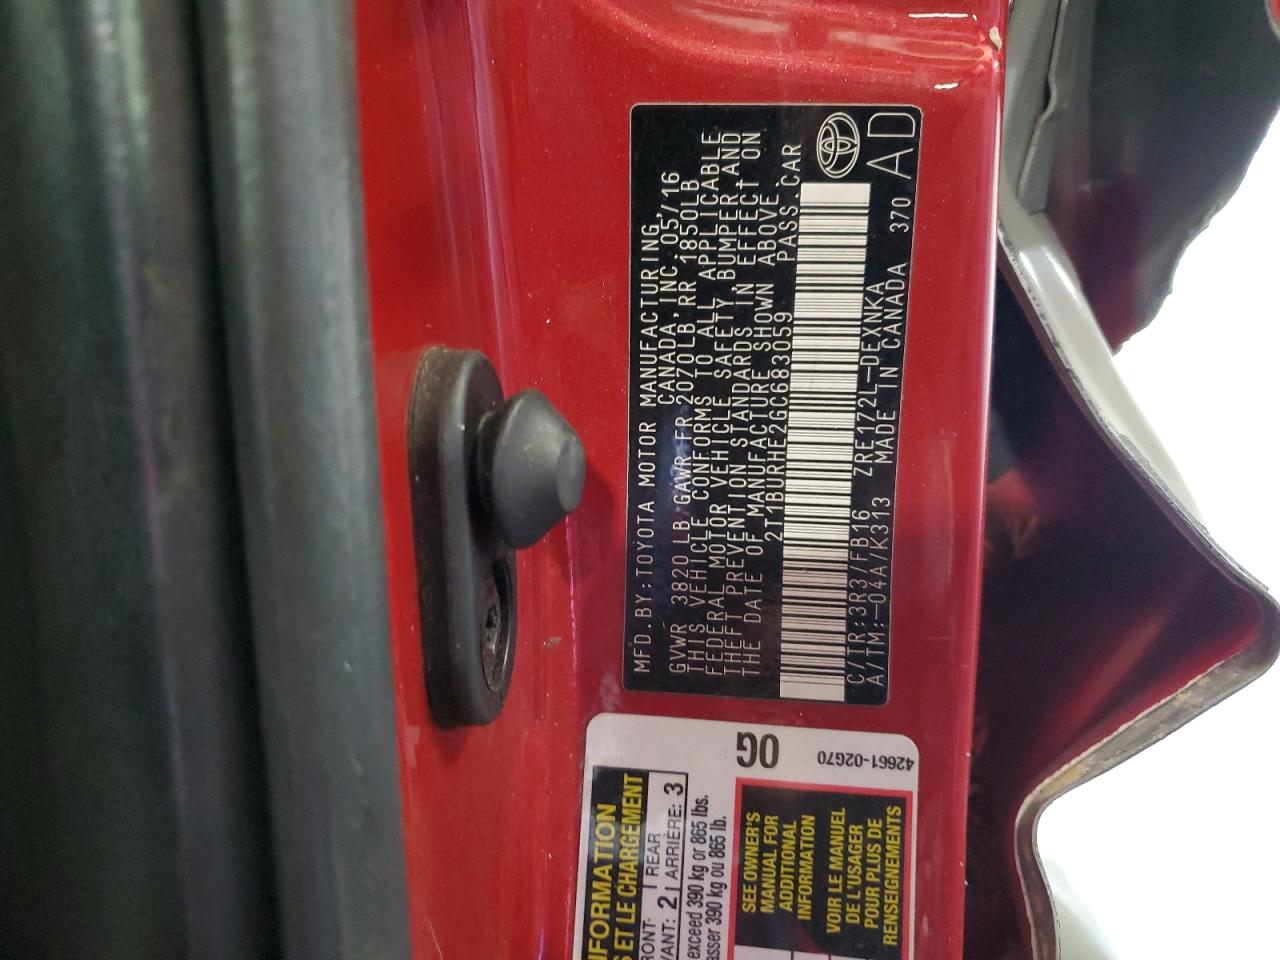 MFD.BY:TOYOTA MOTOR MANUFACTURING,
CANADA, INC. 05/16
GVWR 3820 LB GAWR FR 2070LB RR 1850LB
THIS VEHICLE CONFORMS TO ALL APPLICABLE
FEDERAL MOTOR VEHICLE SAFETY, BUMPER, AND
THEFT PREVENTION STANDARDS IN EFFECT ON
THE DATE OF MANUFACTURE SHOWN ABOVE.
2T1BURHE2GC683059 PASS.CAR
C/TR:3R3/FB16 ZRE172L-DEXNKA
A/TM:-04A/K313 MADE IN CANADA 370 AD
0G
42661-02G70
NFORMATION
S ET LE CHARGEMENT
RONT: 2 REAR 3
VANT: ARRIÈRE:
exceed 390 kg or 865 lbs.
asser 390 kg ou 865 lb.
SEE OWNER'S
MANUAL FOR
ADDITIONAL
INFORMATION
VOIR LE MANUEL
DE L'USAGER
POUR PLUS DE
RENSEIGNEMENTS